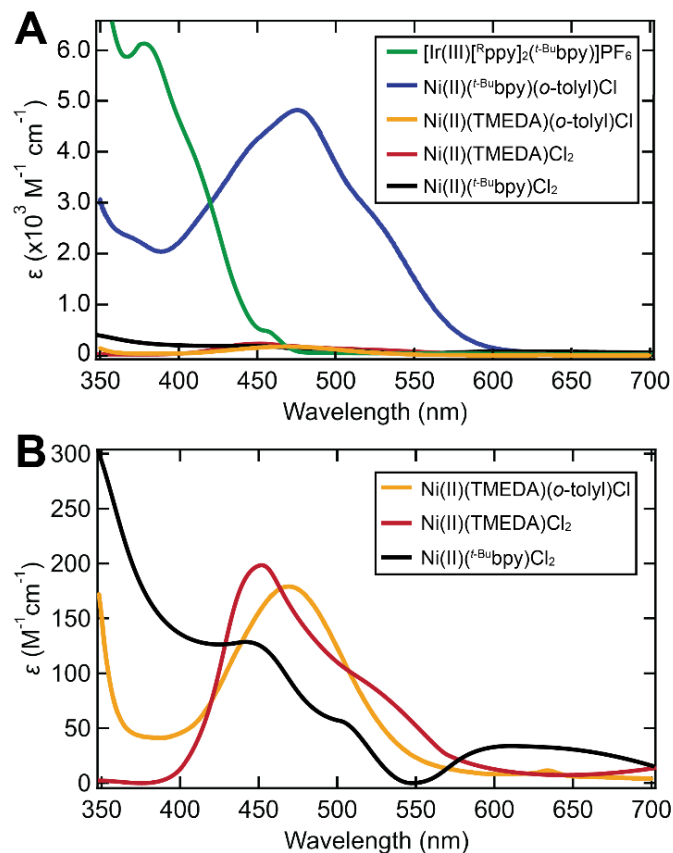 A
6.0
5.0
4.0
3.0
2.0
1.0
0
ε (x10³ M⁻¹ cm⁻¹)
[Ir(III)[ᴿppy]₂(ᵗ⁻ᴮᵘbpy)]PF₆
Ni(II)(ᵗ⁻ᴮᵘbpy)(o-tolyl)Cl
Ni(II)(TMEDA)(o-tolyl)Cl
Ni(II)(TMEDA)Cl₂
Ni(II)(ᵗ⁻ᴮᵘbpy)Cl₂
350 400 450 500 550 600 650 700
Wavelength (nm)
B
300
250
200
150
100
50
0
ε (M⁻¹cm⁻¹)
Ni(II)(TMEDA)(o-tolyl)Cl
Ni(II)(TMEDA)Cl₂
Ni(II)(ᵗ⁻ᴮᵘbpy)Cl₂
350 400 450 500 550 600 650 700
Wavelength (nm)